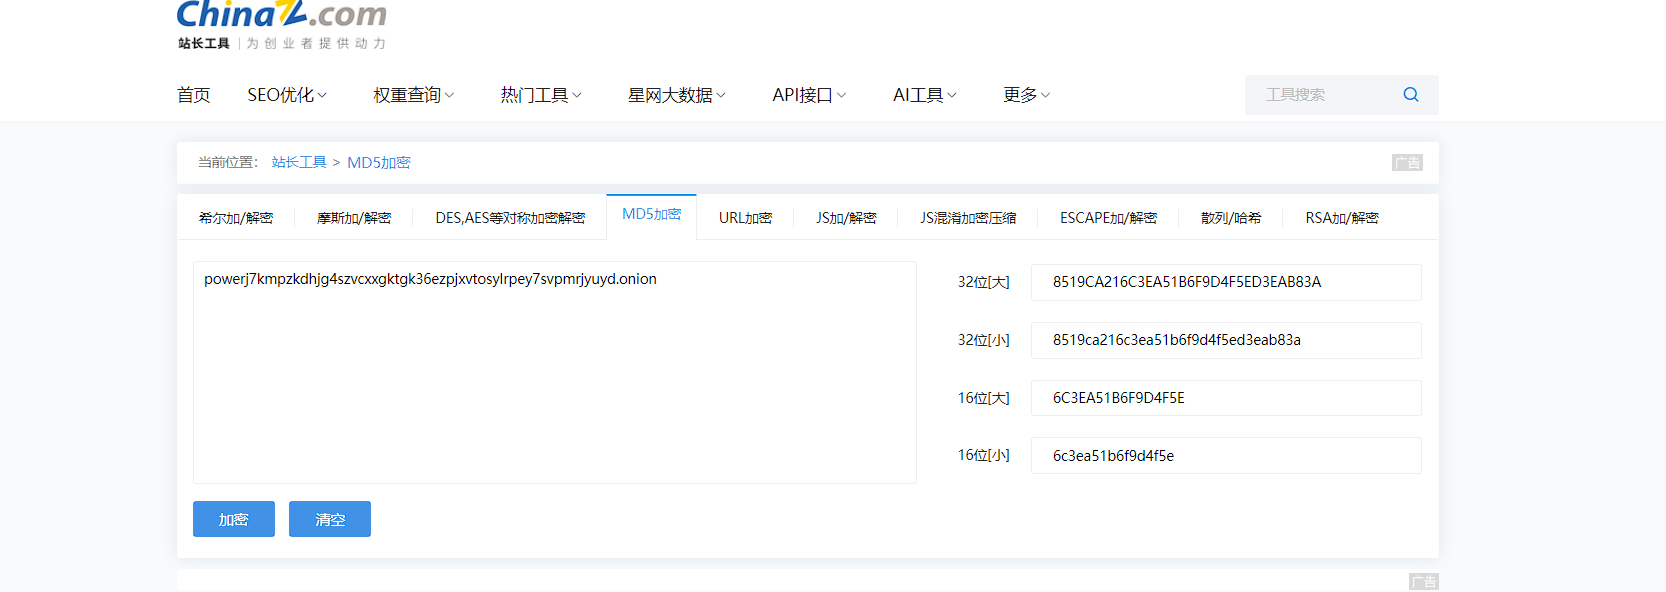 ChinaZ.com
站长工具 | 为创业者提供动力
首页 SEO优化 权重查询 热门工具 星网大数据 API接口 AI工具 更多 工具搜索
当前位置： 站长工具 > MD5加密 广告
希尔加/解密 摩斯加/解密 DES,AES等对称加密解密 MD5加密 URL加密 JS加/解密 JS混淆加密压缩 ESCAPE加/解密 散列/哈希 RSA加/解密
powerj7kmpzkdhjg4szvcxxgktgk36ezpjxvtosylrpey7svpmrjyuyd.onion
32位[大] 8519CA216C3EA51B6F9D4F5ED3EAB83A
32位[小] 8519ca216c3ea51b6f9d4f5ed3eab83a
16位[大] 6C3EA51B6F9D4F5E
16位[小] 6c3ea51b6f9d4f5e
加密 清空
广告